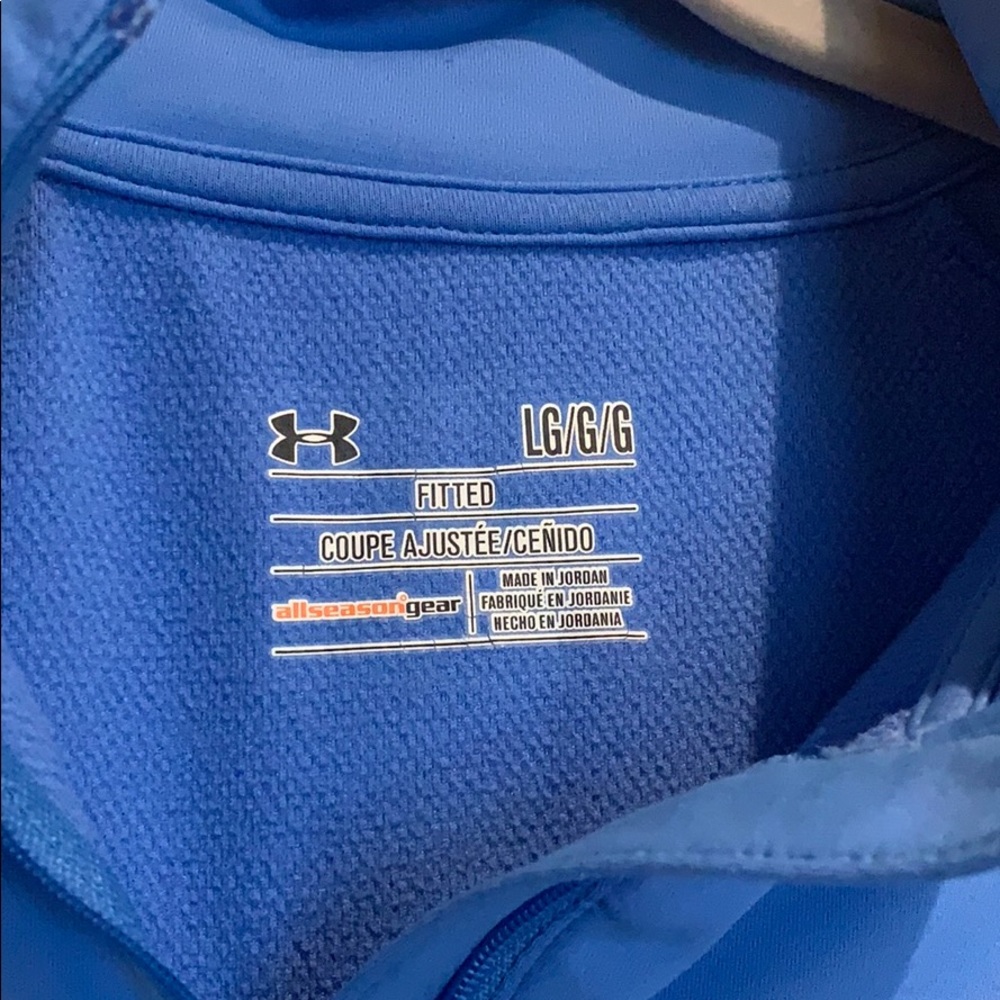 LG/G/G
FITTED
COUPE AJUSTÉE/CEÑIDO
allseasongear
MADE IN JORDAN
FABRIQUÉ EN JORDANIE
HECHO EN JORDANIA